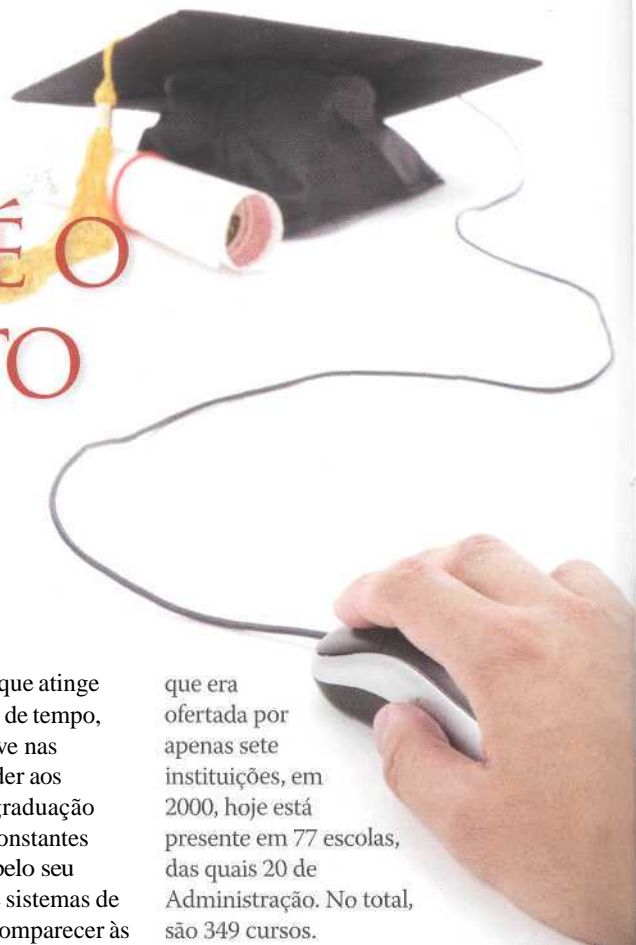 É O
TO
que atinge
de tempo,
ve nas
der aos
graduação
onstantes
pelo seu
sistemas de
omparecer às
que era
ofertada por
apenas sete
instituições, em
2000, hoje está
presente em 77 escolas,
das quais 20 de
Administração. No total,
são 349 cursos.